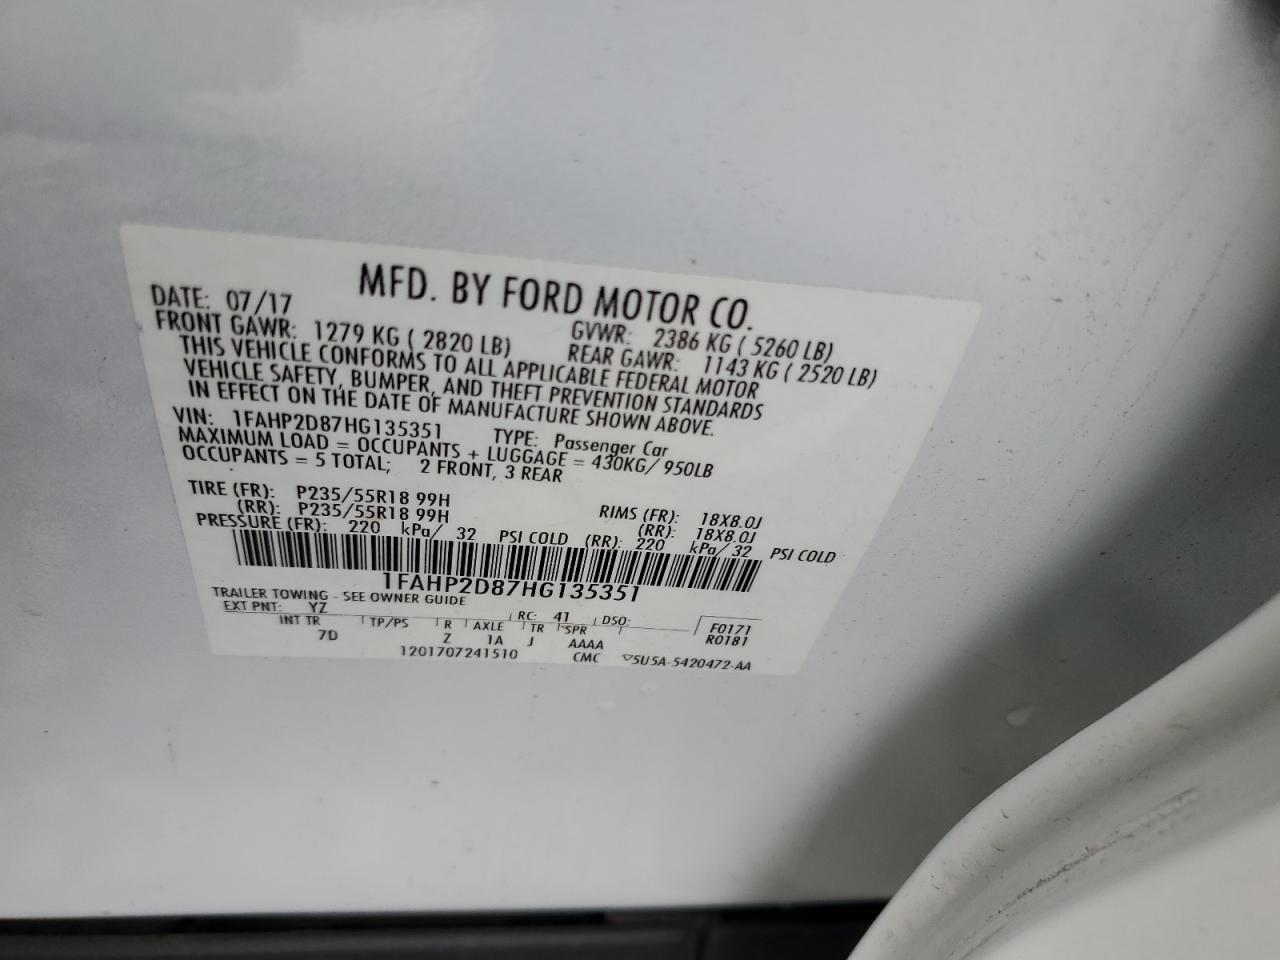 MFD. BY FORD MOTOR CO.
DATE: 07/17 GVWR: 2386 KG ( 5260 LB)
FRONT GAWR: 1279 KG ( 2820 LB) REAR GAWR: 1143 KG ( 2520 LB)
THIS VEHICLE CONFORMS TO ALL APPLICABLE FEDERAL MOTOR
VEHICLE SAFETY, BUMPER, AND THEFT PREVENTION STANDARDS
IN EFFECT ON THE DATE OF MANUFACTURE SHOWN ABOVE.
VIN: 1FAHP2D87HG135351 TYPE: Passenger Car
MAXIMUM LOAD = OCCUPANTS + LUGGAGE = 430KG/ 950LB
OCCUPANTS = 5 TOTAL; 2 FRONT, 3 REAR
TIRE (FR): P235/55R18 99H RIMS (FR): 18X8.0J
(RR): P235/55R18 99H (RR): 18X8.0J
PRESSURE (FR): 220 kPa/ 32 PSI COLD (RR): 220 kPa/ 32 PSI COLD
1FAHP2D87HG135351
TRAILER TOWING - SEE OWNER GUIDE
EXT PNT: YZ RC: 41 DSO: F0171
INT TR TP/PS R AXLE TR SPR R0181
7D Z 1A J AAAA
1201707241510 CMC ▽5U5A-5420472-AA